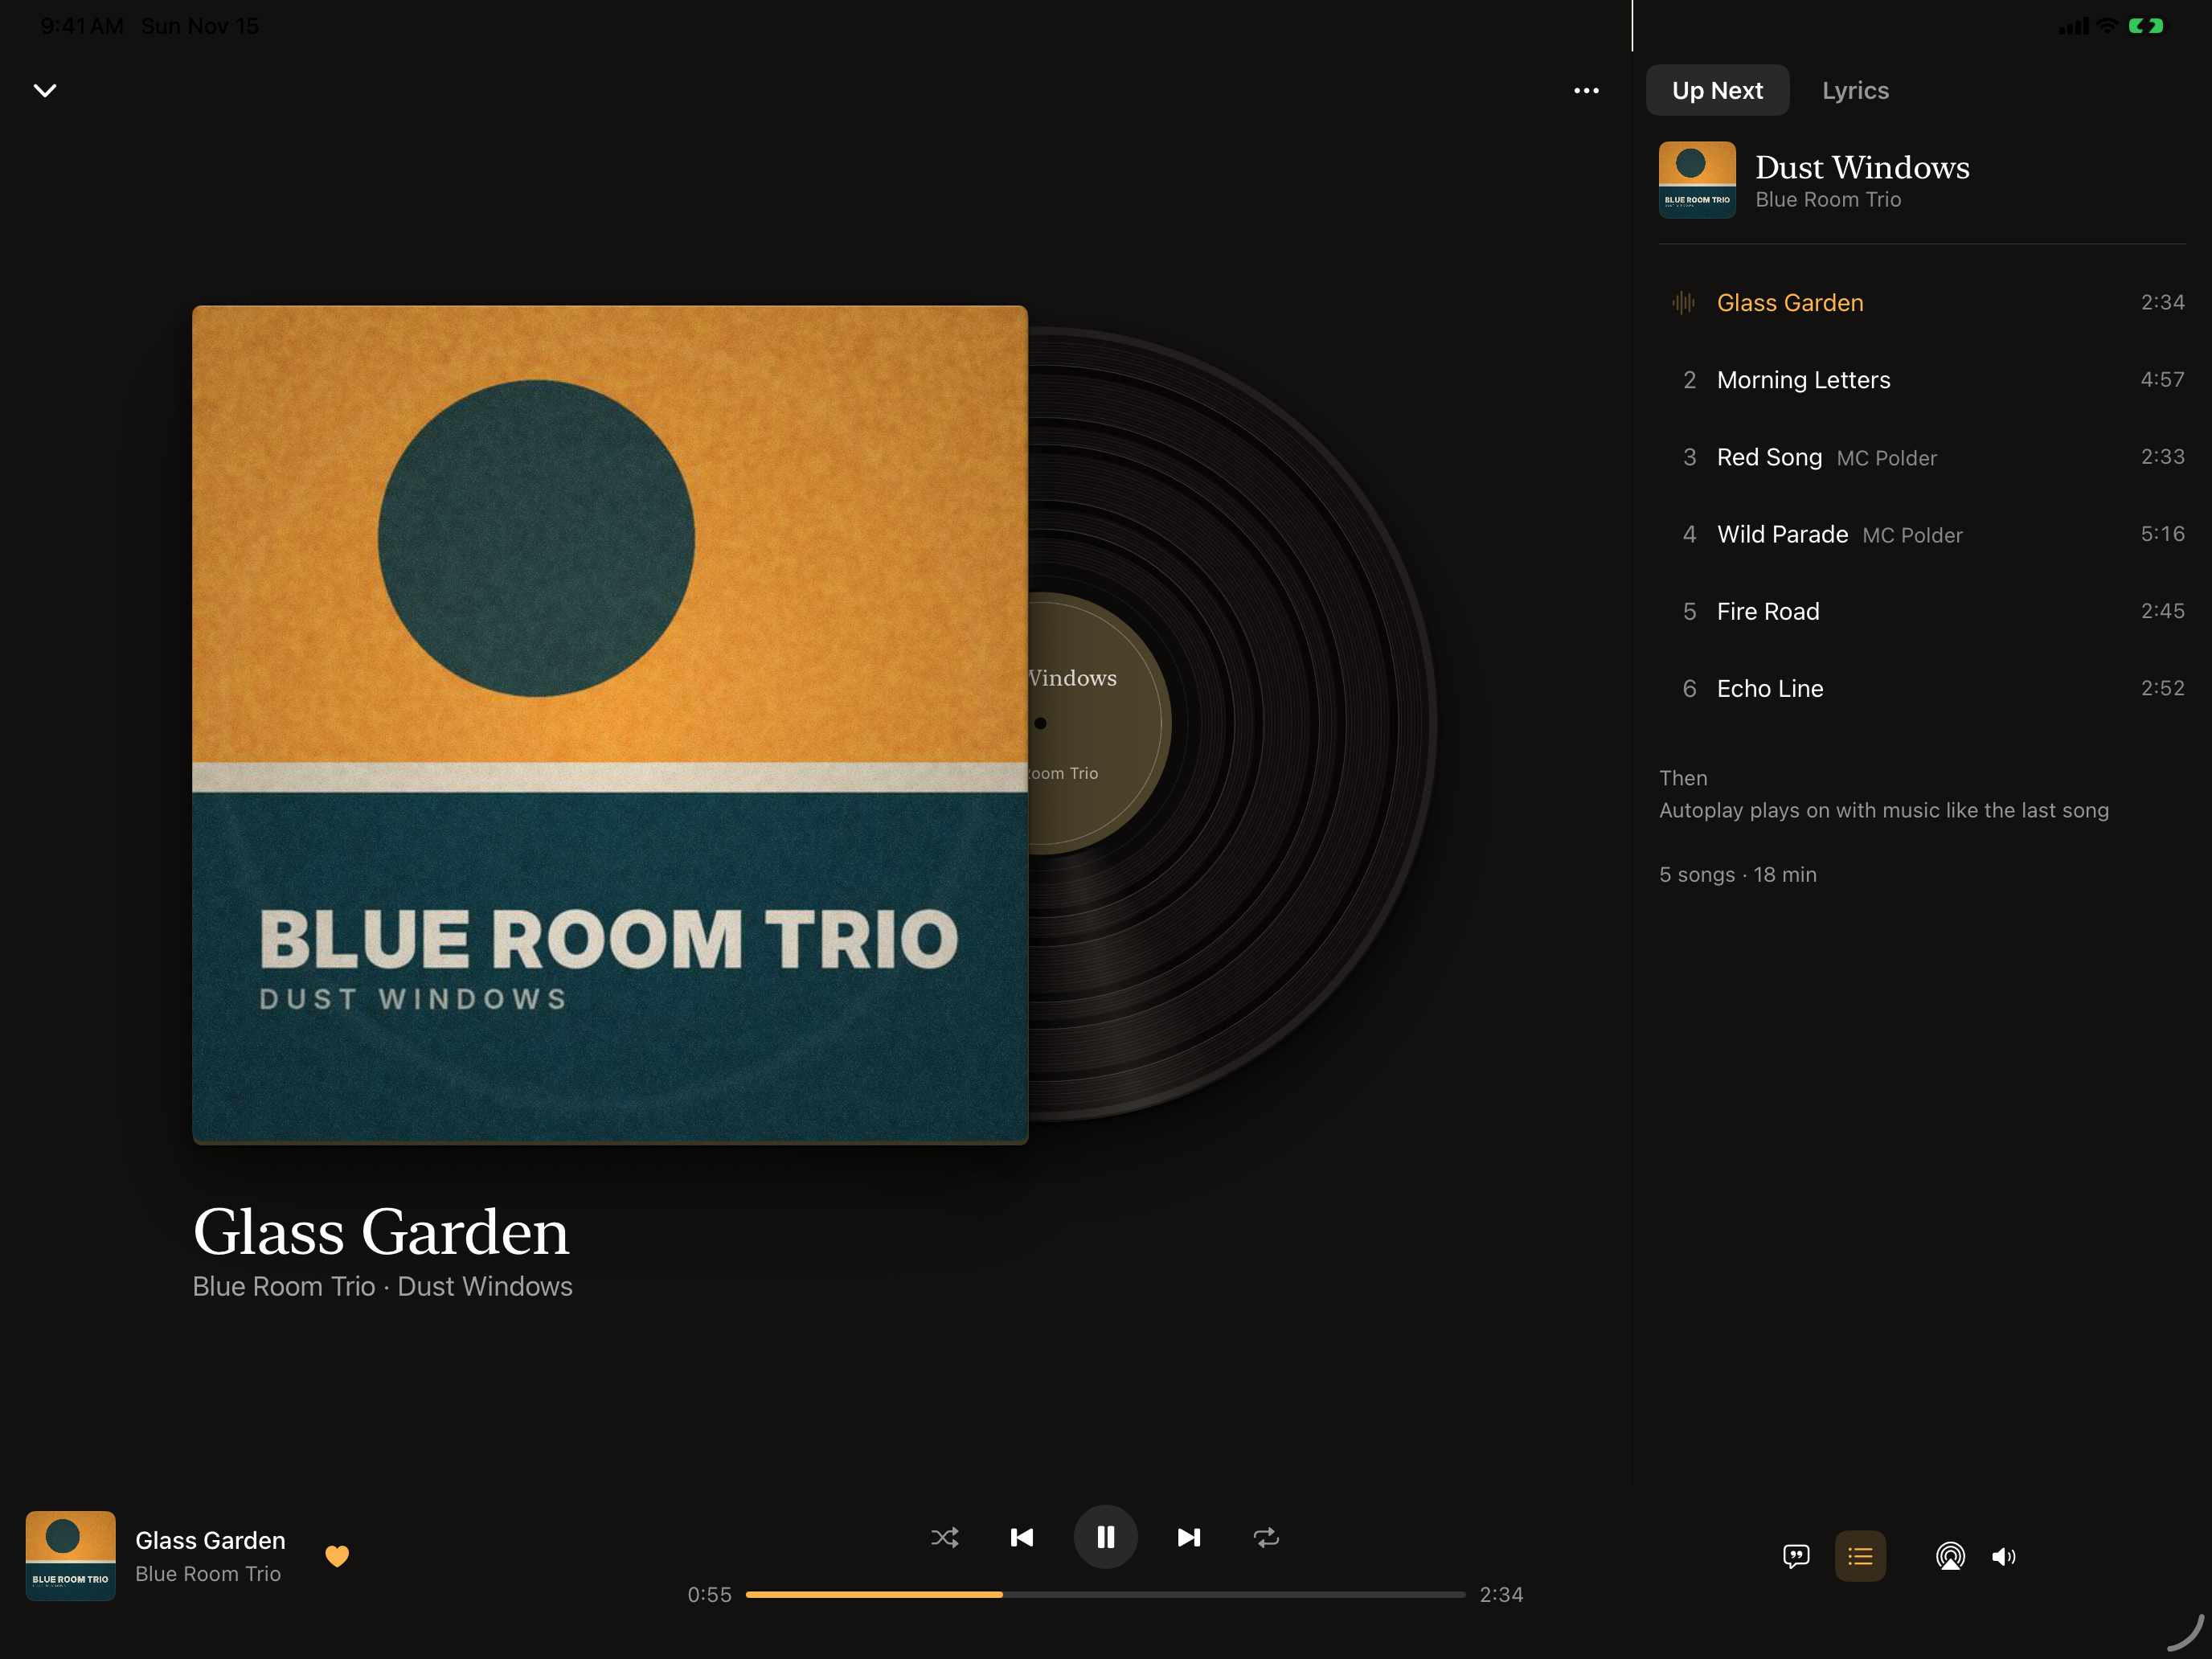 9:41 AM Sun Nov 15
Up Next Lyrics
Dust Windows
Blue Room Trio
Glass Garden 2:34
2 Morning Letters 4:57
3 Red Song MC Polder 2:33
4 Wild Parade MC Polder 5:16
5 Fire Road 2:45
6 Echo Line 2:52
Then
Autoplay plays on with music like the last song
5 songs · 18 min
BLUE ROOM TRIO
BLUE ROOM TRIO
DUST WINDOWS
Windows
oom Trio
Glass Garden
Blue Room Trio · Dust Windows
BLUE ROOM TRIO
Glass Garden
Blue Room Trio
0:55 2:34